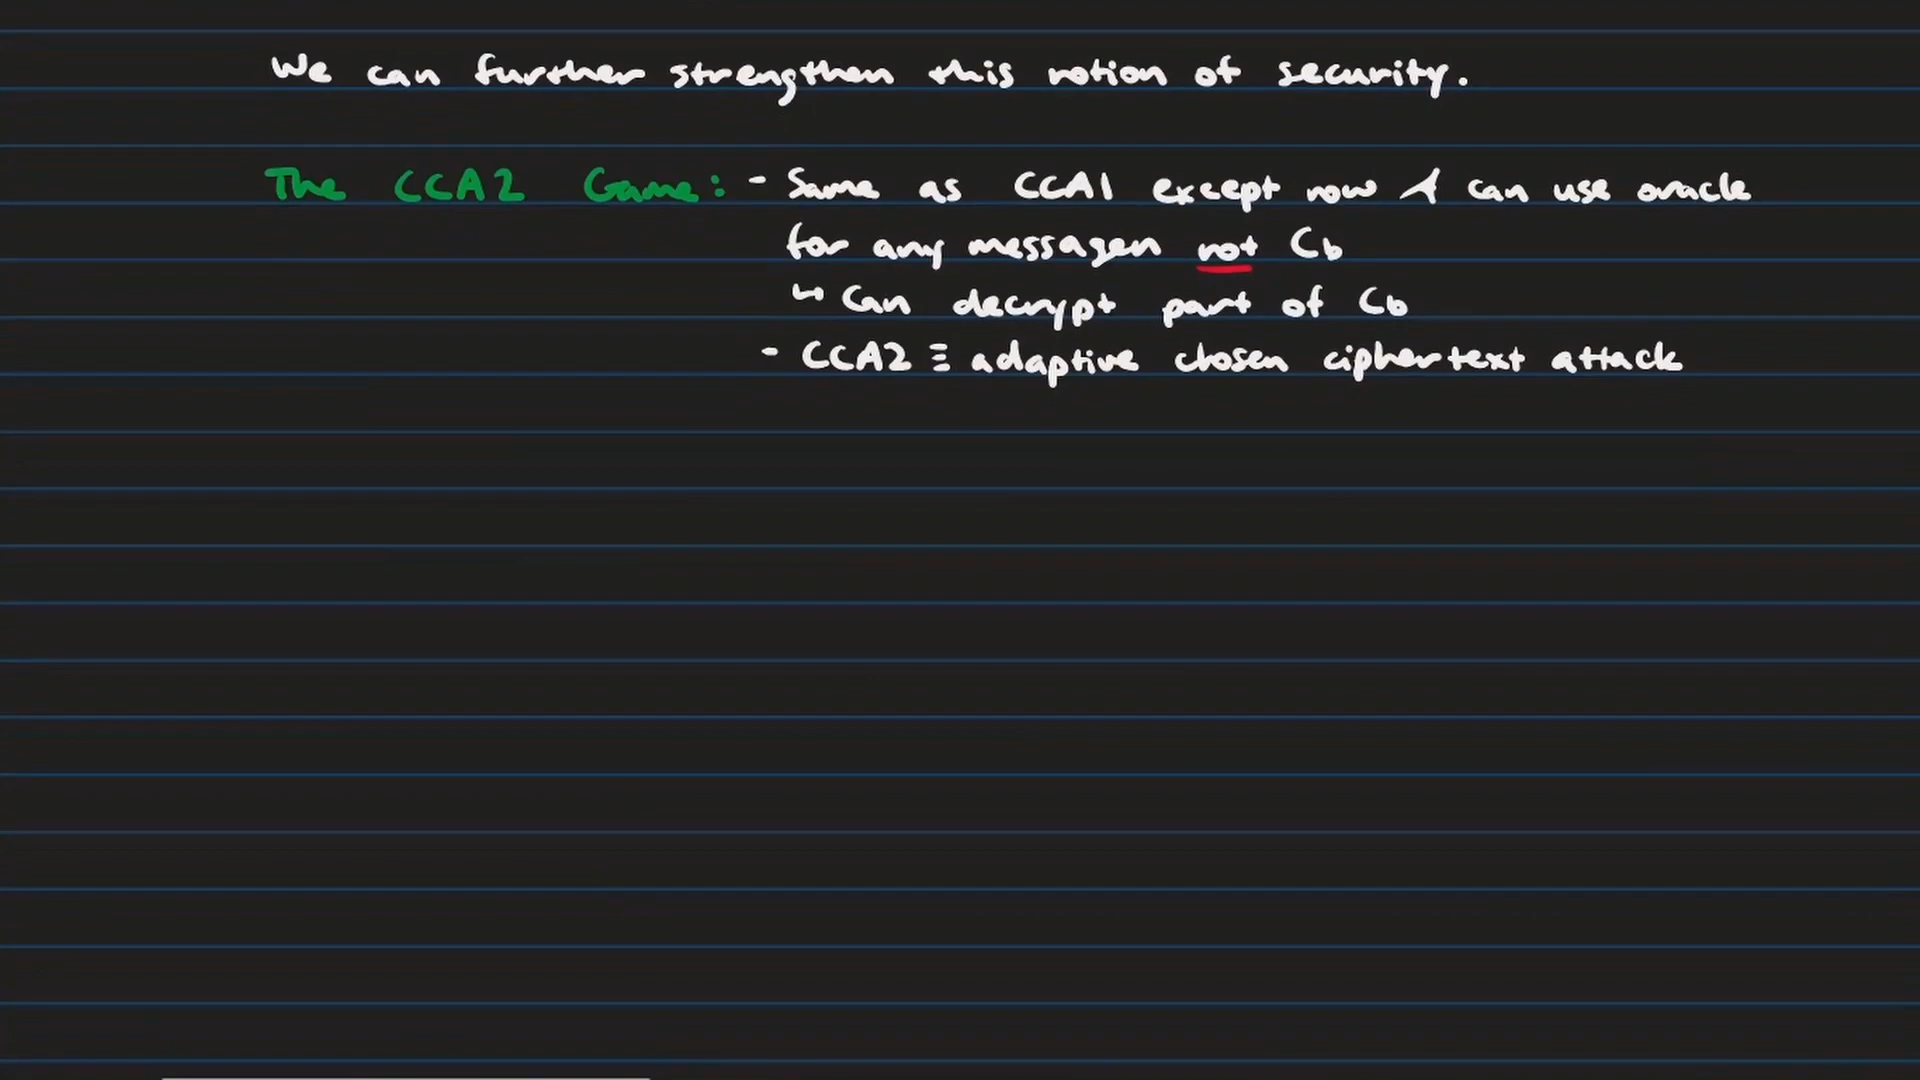 We can further strengthen this notion of security.
The CCA2 Game: - Same as CCA1 except now A can use oracle
for any messagen not Cb
↳ Can decrypt part of Cb
- CCA2 ≡ adaptive chosen ciphertext attack